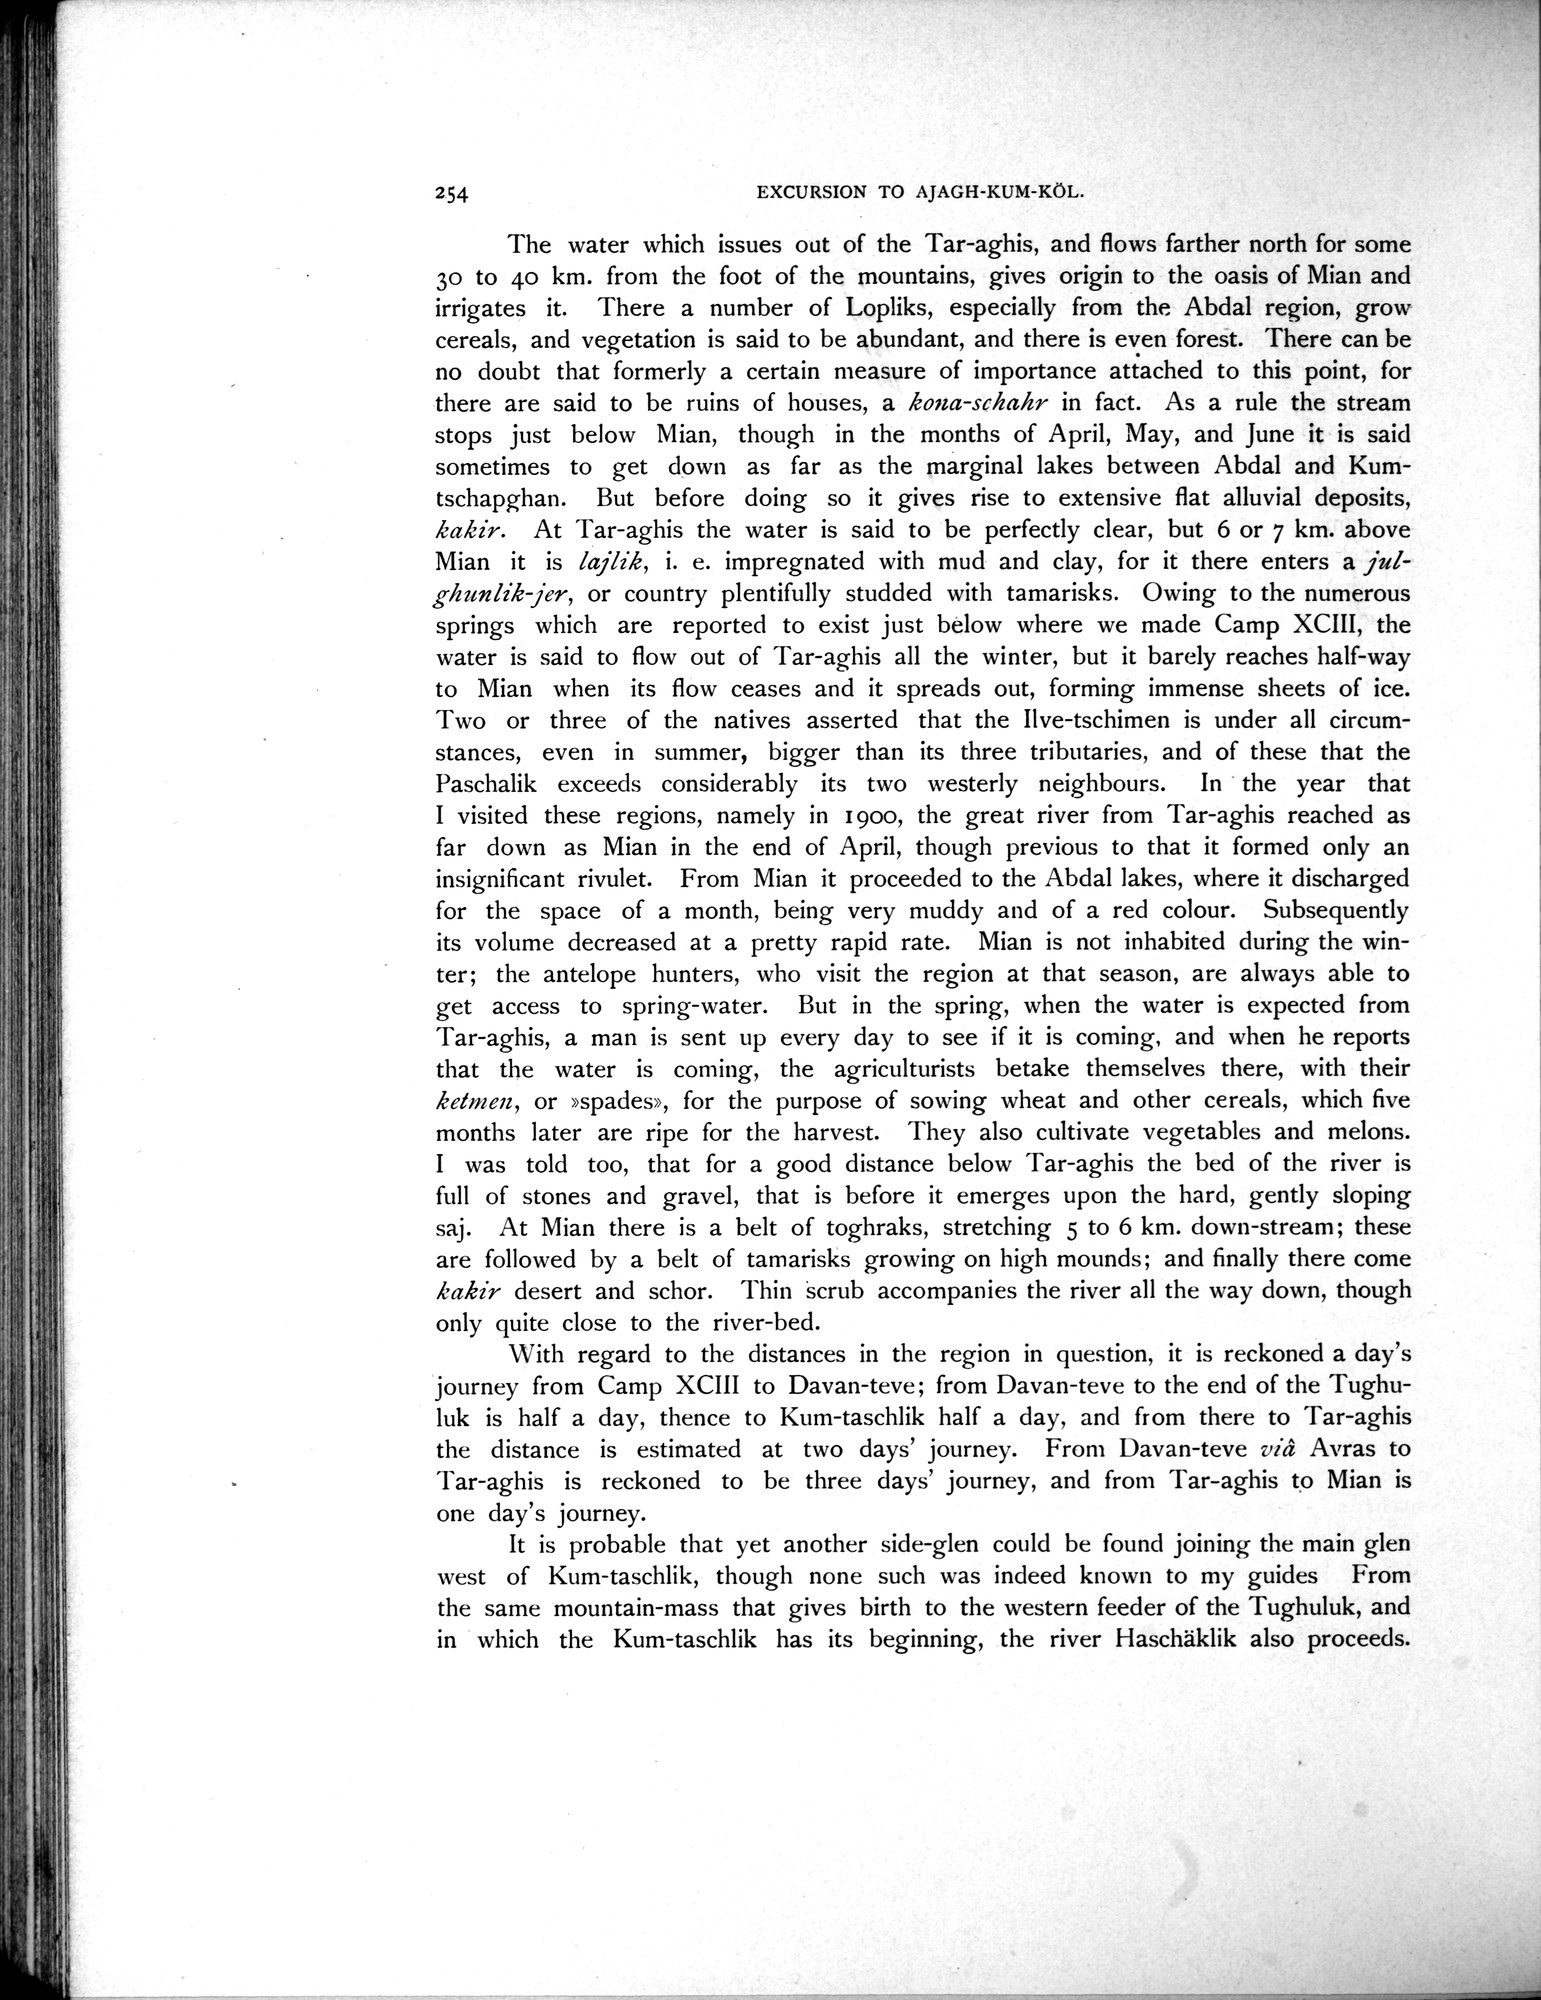 254
EXCURSION TO AJAGH-KUM-KÖL.
The water which issues out of the Tar-aghis, and flows farther north for some
30 to 40 km. from the foot of the mountains, gives origin to the oasis of Mian and
irrigates it. There a number of Lopliks, especially from the Abdal region, grow
cereals, and vegetation is said to be abundant, and there is even forest. There can be
no doubt that formerly a certain measure of importance attached to this point, for
there are said to be ruins of houses, a kona-schahr in fact. As a rule the stream
stops just below Mian, though in the months of April, May, and June it is said
sometimes to get down as far as the marginal lakes between Abdal and Kum-
tschapghan. But before doing so it gives rise to extensive flat alluvial deposits,
kakir. At Tar-aghis the water is said to be perfectly clear, but 6 or 7 km. above
Mian it is lajlik, i. e. impregnated with mud and clay, for it there enters a jul-
ghunlik-jer, or country plentifully studded with tamarisks. Owing to the numerous
springs which are reported to exist just below where we made Camp XCIII, the
water is said to flow out of Tar-aghis all the winter, but it barely reaches half-way
to Mian when its flow ceases and it spreads out, forming immense sheets of ice.
Two or three of the natives asserted that the Ilve-tschimen is under all circum-
stances, even in summer, bigger than its three tributaries, and of these that the
Paschalik exceeds considerably its two westerly neighbours. In the year that
I visited these regions, namely in 1900, the great river from Tar-aghis reached as
far down as Mian in the end of April, though previous to that it formed only an
insignificant rivulet. From Mian it proceeded to the Abdal lakes, where it discharged
for the space of a month, being very muddy and of a red colour. Subsequently
its volume decreased at a pretty rapid rate. Mian is not inhabited during the win-
ter; the antelope hunters, who visit the region at that season, are always able to
get access to spring-water. But in the spring, when the water is expected from
Tar-aghis, a man is sent up every day to see if it is coming, and when he reports
that the water is coming, the agriculturists betake themselves there, with their
ketmen, or »spades», for the purpose of sowing wheat and other cereals, which five
months later are ripe for the harvest. They also cultivate vegetables and melons.
I was told too, that for a good distance below Tar-aghis the bed of the river is
full of stones and gravel, that is before it emerges upon the hard, gently sloping
saj. At Mian there is a belt of toghraks, stretching 5 to 6 km. down-stream; these
are followed by a belt of tamarisks growing on high mounds; and finally there come
kakir desert and schor. Thin scrub accompanies the river all the way down, though
only quite close to the river-bed.
With regard to the distances in the region in question, it is reckoned a day's
journey from Camp XCIII to Davan-teve; from Davan-teve to the end of the Tughu-
luk is half a day, thence to Kum-taschlik half a day, and from there to Tar-aghis
the distance is estimated at two days' journey. From Davan-teve viâ Avras to
Tar-aghis is reckoned to be three days' journey, and from Tar-aghis to Mian is
one day's journey.
It is probable that yet another side-glen could be found joining the main glen
west of Kum-taschlik, though none such was indeed known to my guides From
the same mountain-mass that gives birth to the western feeder of the Tughuluk, and
in which the Kum-taschlik has its beginning, the river Haschäklik also proceeds.